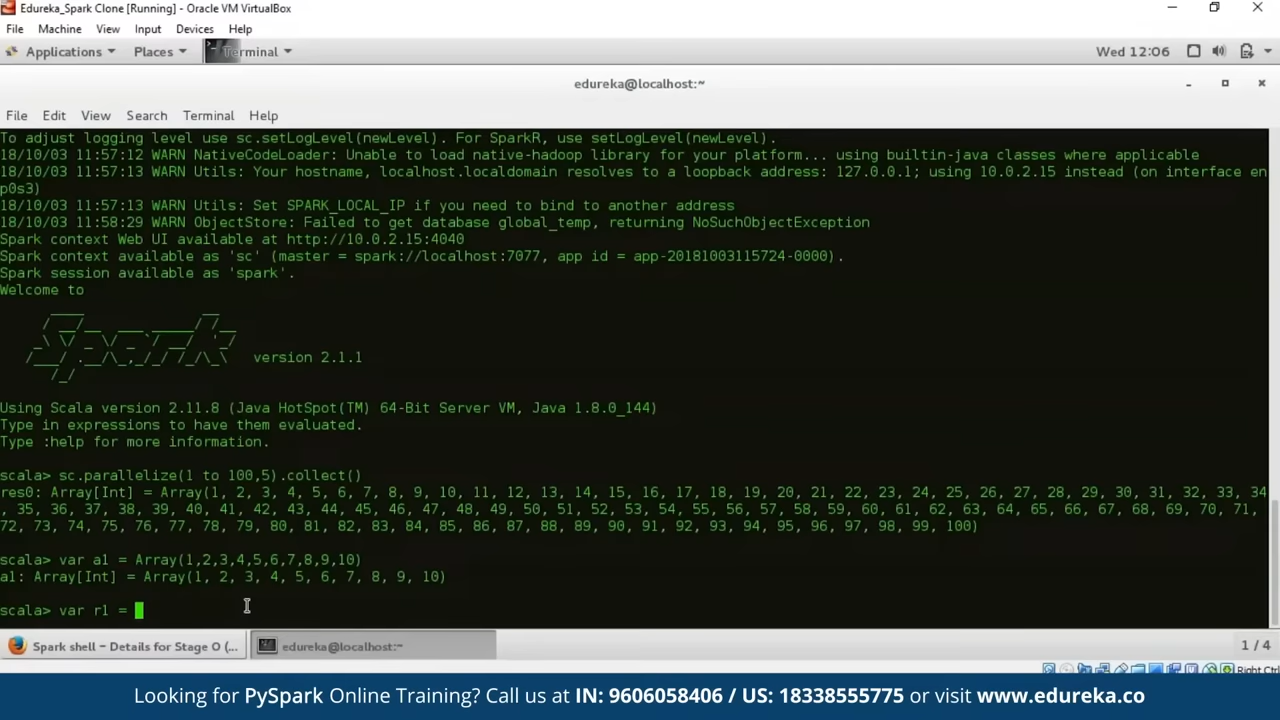 Edureka_Spark Clone [Running] - Oracle VM VirtualBox
File Machine View Input Devices Help
Applications Places Terminal Wed 12:06
edureka@localhost:~
File Edit View Search Terminal Help
To adjust logging level use sc.setLogLevel(newLevel). For SparkR, use setLogLevel(newLevel).
18/10/03 11:57:12 WARN NativeCodeLoader: Unable to load native-hadoop library for your platform... using builtin-java classes where applicable
18/10/03 11:57:13 WARN Utils: Your hostname, localhost.localdomain resolves to a loopback address: 127.0.0.1; using 10.0.2.15 instead (on interface en
p0s3)
18/10/03 11:57:13 WARN Utils: Set SPARK_LOCAL_IP if you need to bind to another address
18/10/03 11:58:29 WARN ObjectStore: Failed to get database global_temp, returning NoSuchObjectException
Spark context Web UI available at http://10.0.2.15:4040
Spark context available as 'sc' (master = spark://localhost:7077, app id = app-20181003115724-0000).
Spark session available as 'spark'.
Welcome to
Spark version 2.1.1
Using Scala version 2.11.8 (Java HotSpot(TM) 64-Bit Server VM, Java 1.8.0_144)
Type in expressions to have them evaluated.
Type :help for more information.
scala> sc.parallelize(1 to 100,5).collect()
res0: Array[Int] = Array(1, 2, 3, 4, 5, 6, 7, 8, 9, 10, 11, 12, 13, 14, 15, 16, 17, 18, 19, 20, 21, 22, 23, 24, 25, 26, 27, 28, 29, 30, 31, 32, 33, 34
, 35, 36, 37, 38, 39, 40, 41, 42, 43, 44, 45, 46, 47, 48, 49, 50, 51, 52, 53, 54, 55, 56, 57, 58, 59, 60, 61, 62, 63, 64, 65, 66, 67, 68, 69, 70, 71,
72, 73, 74, 75, 76, 77, 78, 79, 80, 81, 82, 83, 84, 85, 86, 87, 88, 89, 90, 91, 92, 93, 94, 95, 96, 97, 98, 99, 100)
scala> var a1 = Array(1,2,3,4,5,6,7,8,9,10)
a1: Array[Int] = Array(1, 2, 3, 4, 5, 6, 7, 8, 9, 10)
scala> var r1 =
Spark shell - Details for Stage 0 (... edureka@localhost:~ 1 / 4
Right Ctrl
Looking for PySpark Online Training? Call us at IN: 9606058406 / US: 18338555775 or visit www.edureka.co